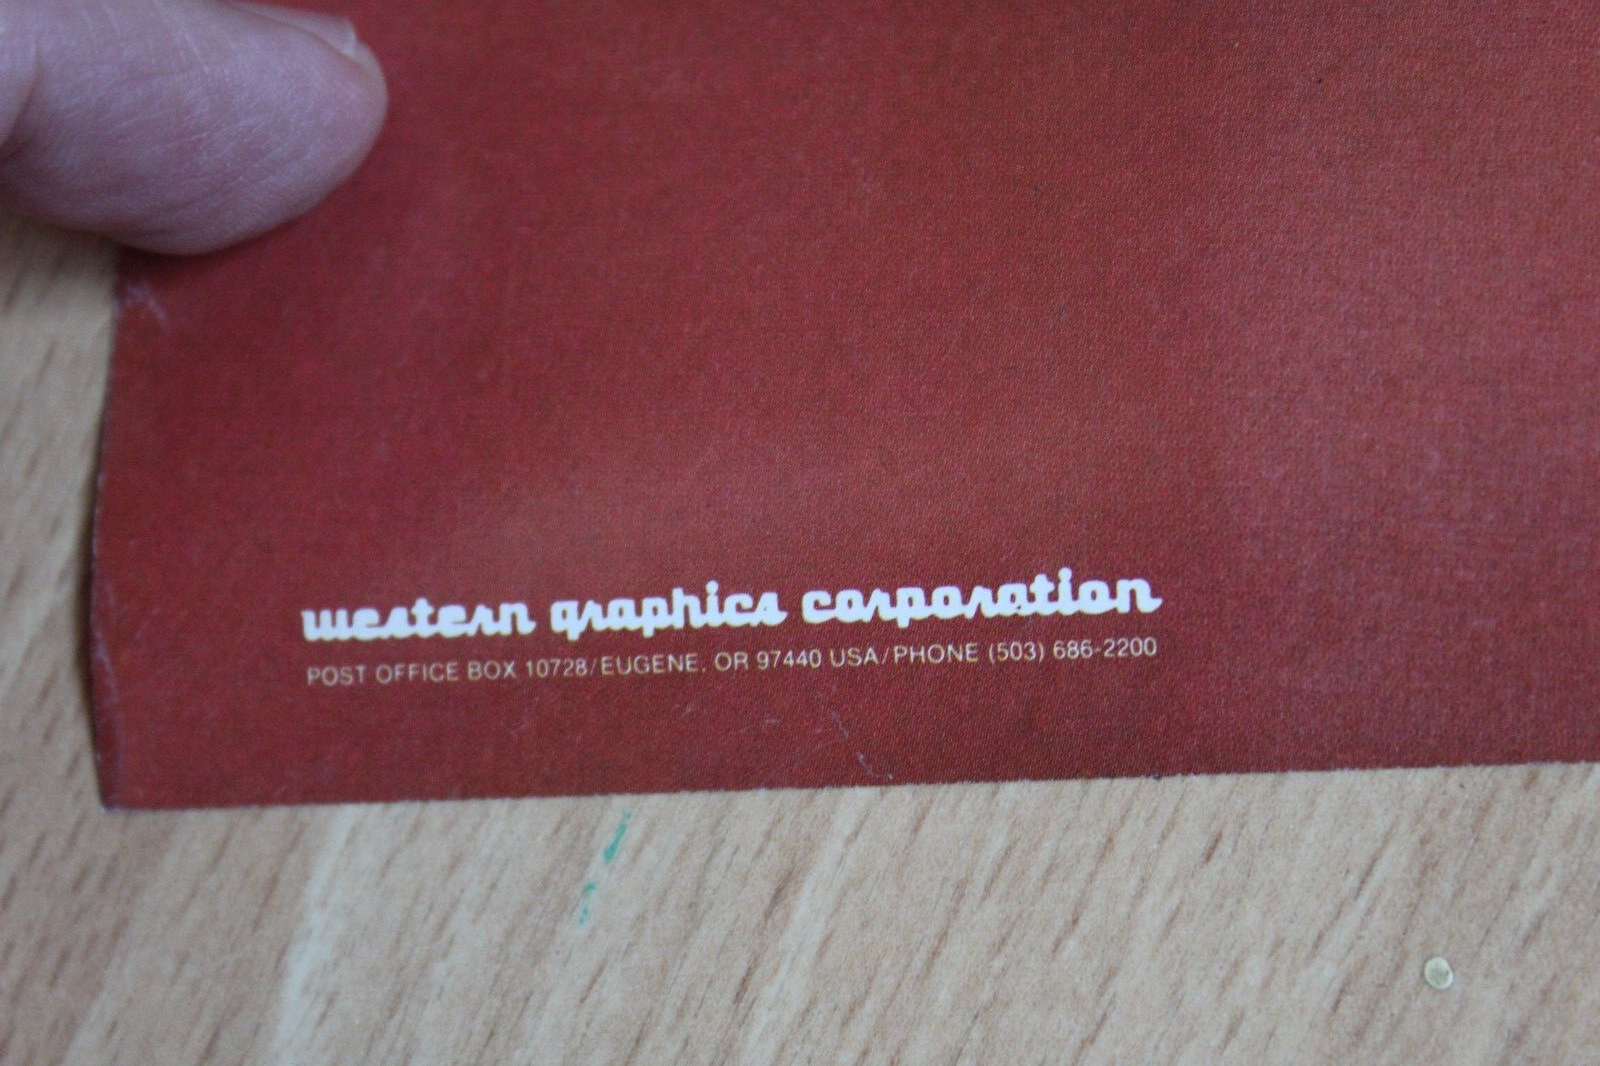 western graphics corporation
POST OFFICE BOX 10728/EUGENE, OR 97440 USA/PHONE (503) 686-2200